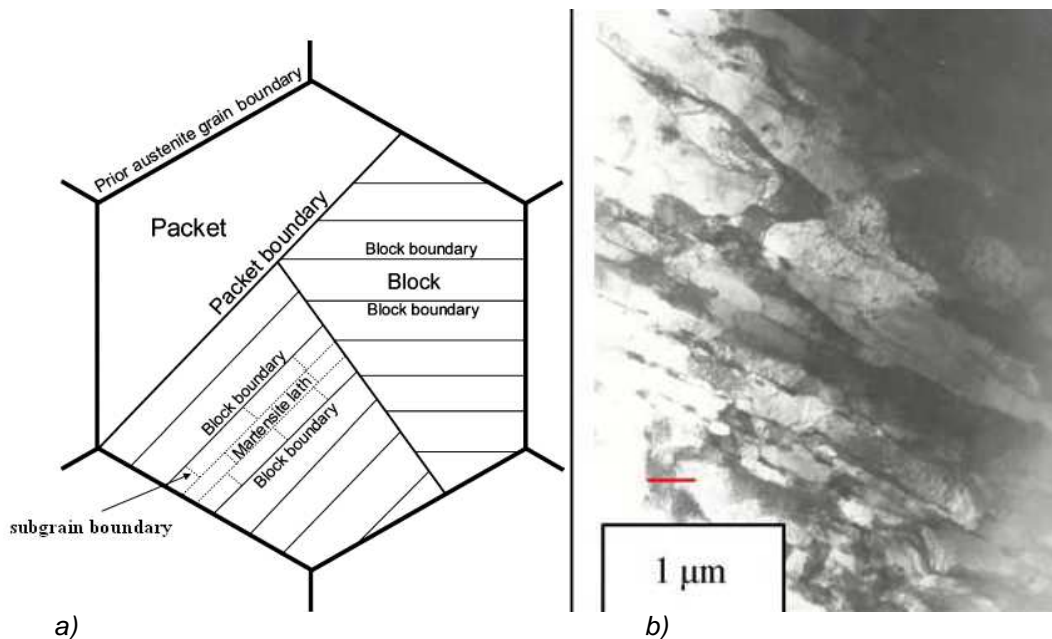 Prior austenite grain boundary
Packet
Packet boundary
Block boundary
Block
Block boundary
Block boundary
Martensite lath
Block boundary
subgrain boundary
1 μm
a)
b)